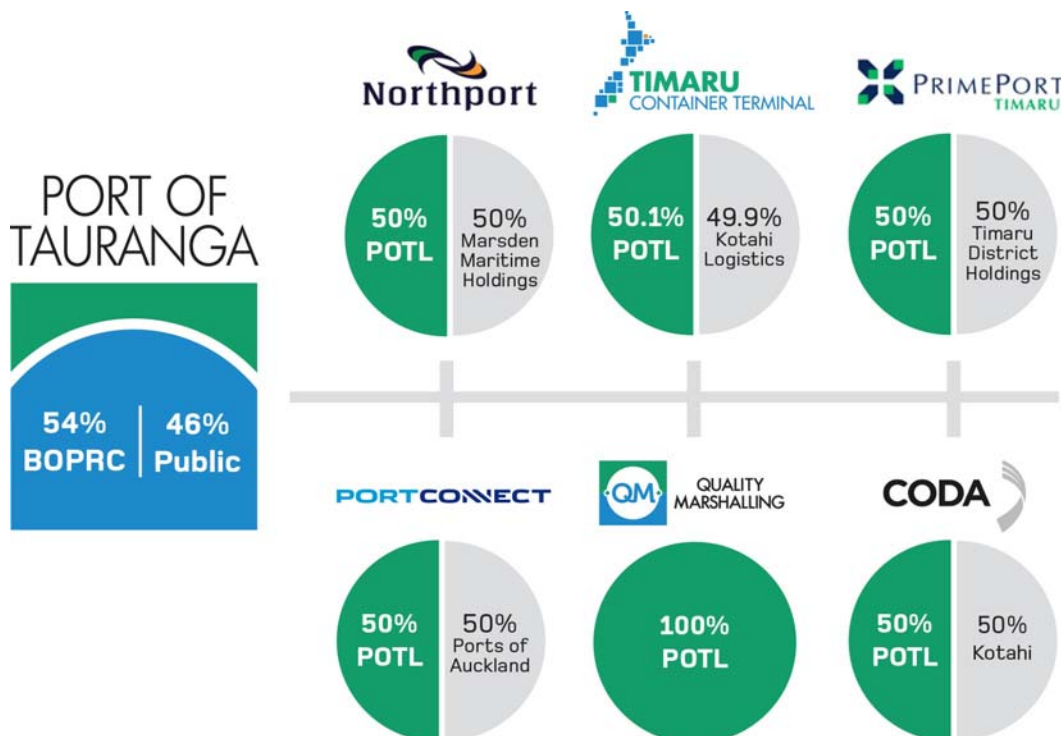 PORT OF
TAURANGA
54%
BOPRC
46%
Public
Northport
50%
POTL
50%
Marsden
Maritime
Holdings
TIMARU
CONTAINER TERMINAL
50.1%
POTL
49.9%
Kotahi
Logistics
PRIMEPORT
TIMARU
50%
POTL
50%
Timaru
District
Holdings
PORTCONNECT
50%
POTL
50%
Ports of
Auckland
QM
QUALITY
MARSHALLING
100%
POTL
CODA
50%
POTL
50%
Kotahi